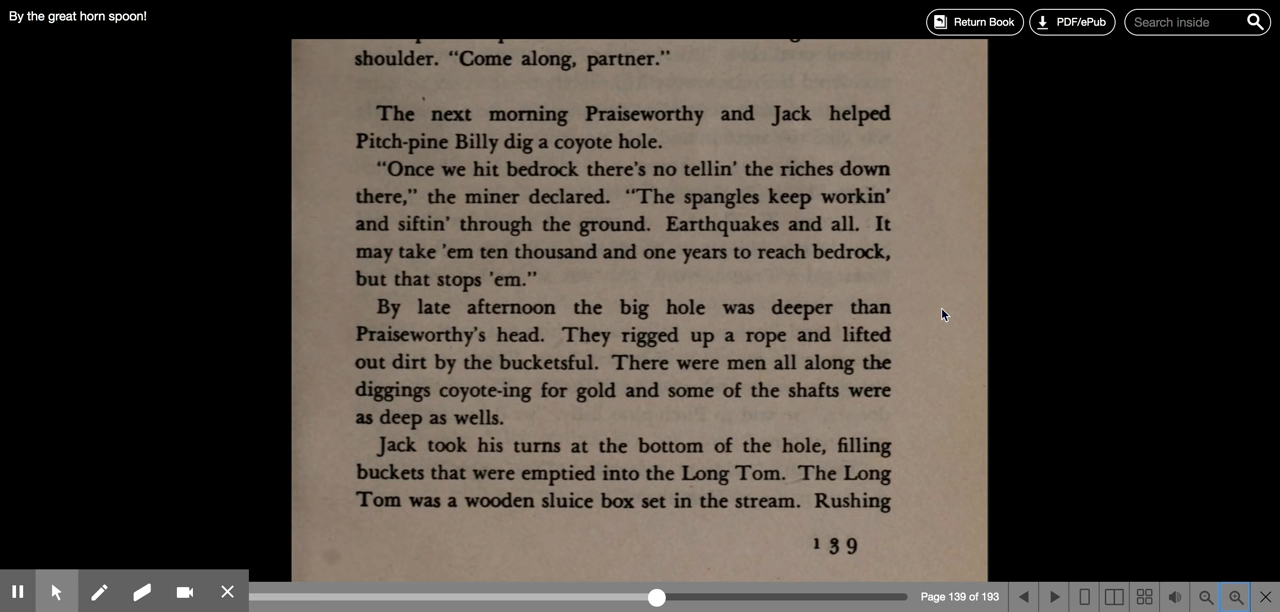 By the great horn spoon!
Return Book
PDF/ePub
Search inside
shoulder. “Come along, partner.”
The next morning Praiseworthy and Jack helped
Pitch-pine Billy dig a coyote hole.
“Once we hit bedrock there’s no tellin’ the riches down
there,” the miner declared. “The spangles keep workin’
and siftin’ through the ground. Earthquakes and all. It
may take ’em ten thousand and one years to reach bedrock,
but that stops ’em.”
By late afternoon the big hole was deeper than
Praiseworthy’s head. They rigged up a rope and lifted
out dirt by the bucketsful. There were men all along the
diggings coyote-ing for gold and some of the shafts were
as deep as wells.
Jack took his turns at the bottom of the hole, filling
buckets that were emptied into the Long Tom. The Long
Tom was a wooden sluice box set in the stream. Rushing
139
Page 139 of 193